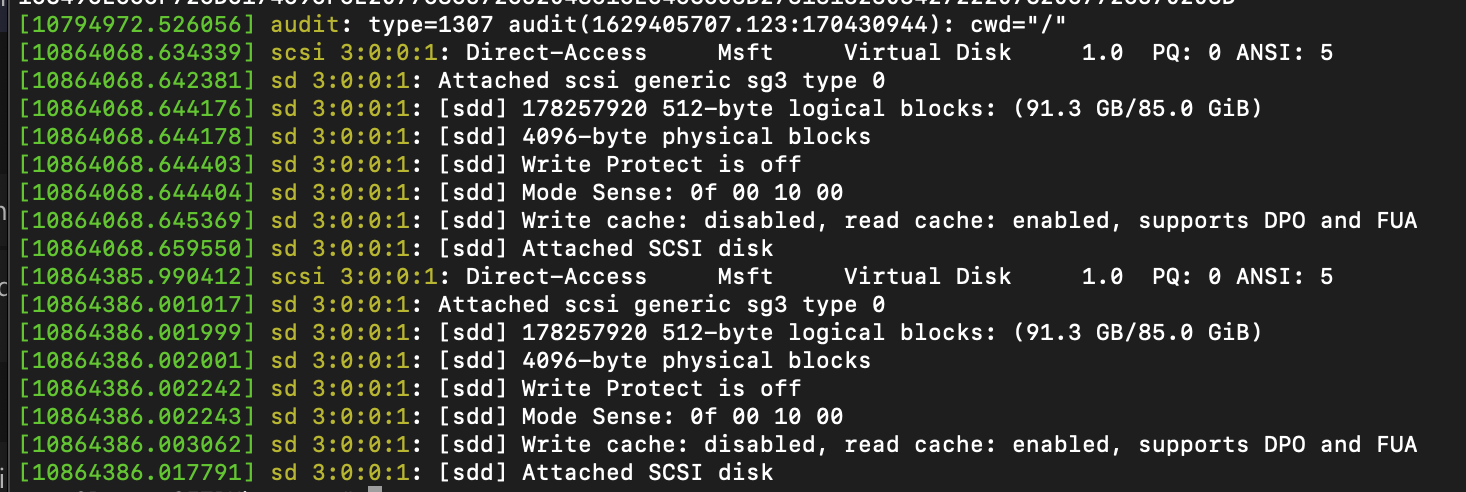 [10794972.526056] audit: type=1307 audit(1629405707.123:170430944): cwd="/"
[10864068.634339] scsi 3:0:0:1: Direct-Access     Msft     Virtual Disk     1.0  PQ: 0 ANSI: 5
[10864068.642381] sd 3:0:0:1: Attached scsi generic sg3 type 0
[10864068.644176] sd 3:0:0:1: [sdd] 178257920 512-byte logical blocks: (91.3 GB/85.0 GiB)
[10864068.644178] sd 3:0:0:1: [sdd] 4096-byte physical blocks
[10864068.644403] sd 3:0:0:1: [sdd] Write Protect is off
[10864068.644404] sd 3:0:0:1: [sdd] Mode Sense: 0f 00 10 00
[10864068.645369] sd 3:0:0:1: [sdd] Write cache: disabled, read cache: enabled, supports DPO and FUA
[10864068.659550] sd 3:0:0:1: [sdd] Attached SCSI disk
[10864385.990412] scsi 3:0:0:1: Direct-Access     Msft     Virtual Disk     1.0  PQ: 0 ANSI: 5
[10864386.001017] sd 3:0:0:1: Attached scsi generic sg3 type 0
[10864386.001999] sd 3:0:0:1: [sdd] 178257920 512-byte logical blocks: (91.3 GB/85.0 GiB)
[10864386.002001] sd 3:0:0:1: [sdd] 4096-byte physical blocks
[10864386.002242] sd 3:0:0:1: [sdd] Write Protect is off
[10864386.002243] sd 3:0:0:1: [sdd] Mode Sense: 0f 00 10 00
[10864386.003062] sd 3:0:0:1: [sdd] Write cache: disabled, read cache: enabled, supports DPO and FUA
[10864386.017791] sd 3:0:0:1: [sdd] Attached SCSI disk